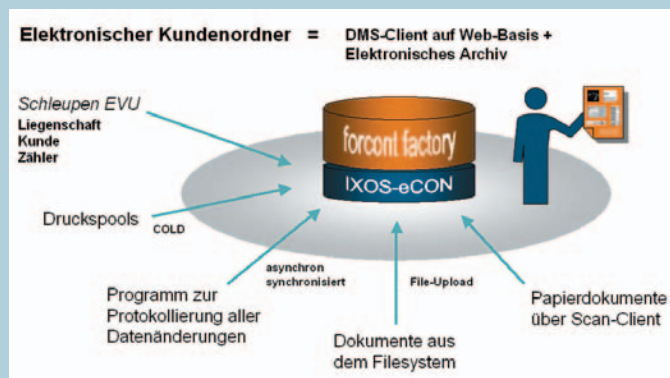 Elektronischer Kundenordner = DMS-Client auf Web-Basis +
Elektronisches Archiv
Schleupen EVU
Liegenschaft
Kunde
Zähler
forcont factory
IXOS-eCON
Druckspools
COLD
asynchron
synchronisiert
File-Upload
Programm zur
Protokollierung aller
Datenänderungen
Dokumente aus
dem Filesystem
Papierdokumente
über Scan-Client